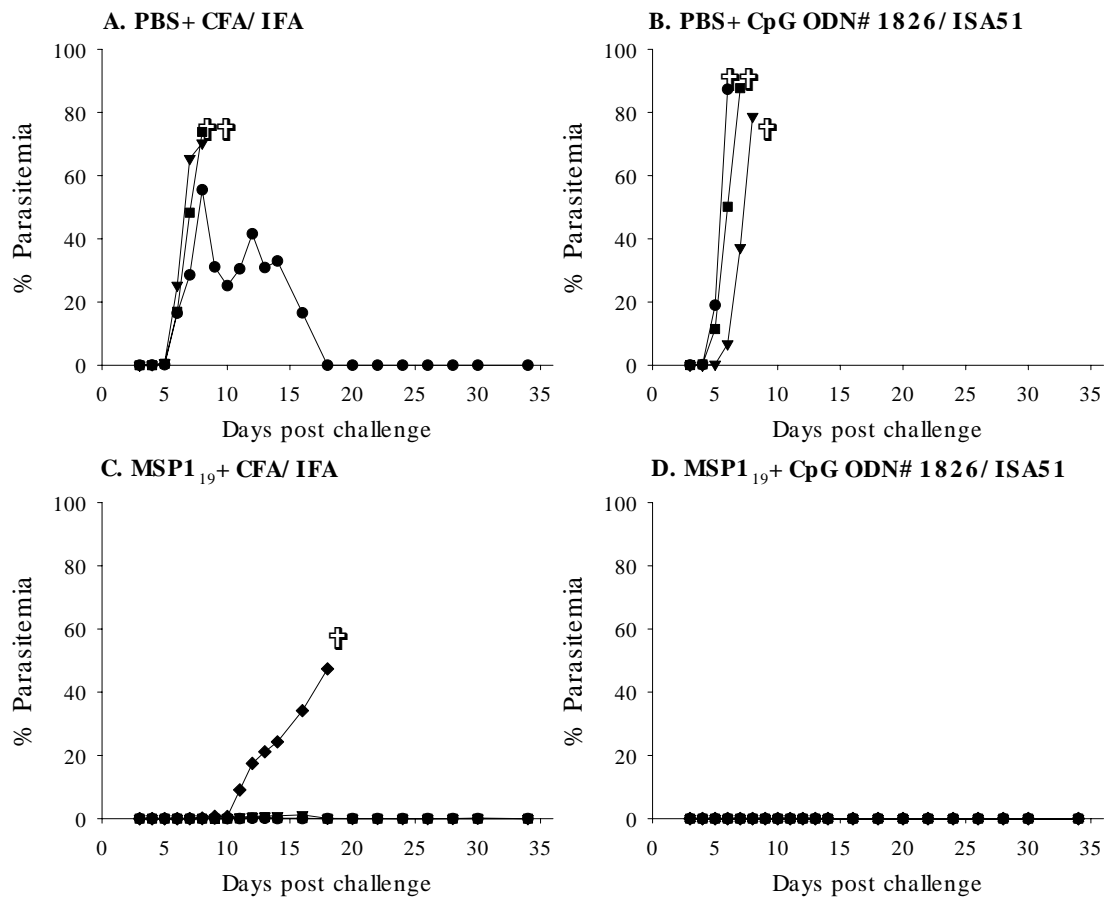 A. PBS+ CFA/ IFA
100
80
60
40
20
0
% Parasitemia
0 5 10 15 20 25 30 35
Days post challenge
B. PBS+ CpG ODN# 1826/ ISA51
100
80
60
40
20
0
% Parasitemia
0 5 10 15 20 25 30 35
Days post challenge
C. MSP1₁₉+ CFA/ IFA
100
80
60
40
20
0
% Parasitemia
0 5 10 15 20 25 30 35
Days post challenge
D. MSP1₁₉+ CpG ODN# 1826/ ISA51
100
80
60
40
20
0
% Parasitemia
0 5 10 15 20 25 30 35
Days post challenge